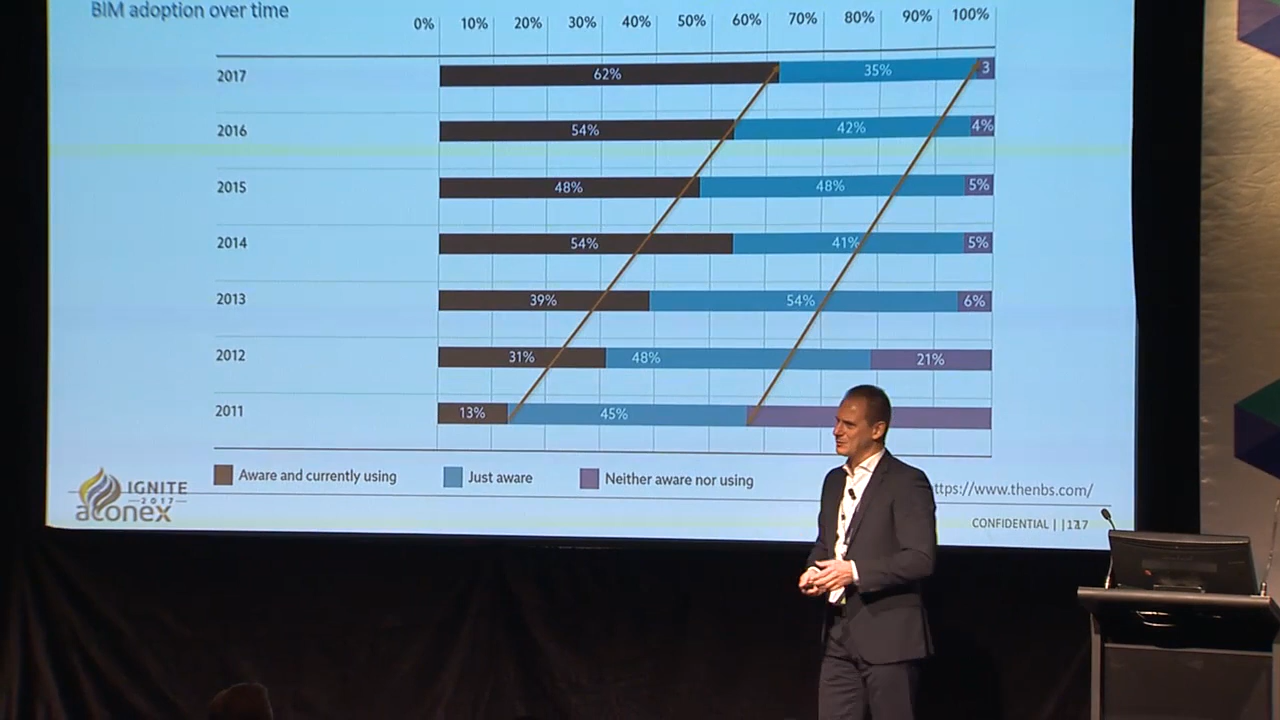 BIM adoption over time
0% 10% 20% 30% 40% 50% 60% 70% 80% 90% 100%
2017 62% 35% 3
2016 54% 42% 4%
2015 48% 48% 5%
2014 54% 41% 5%
2013 39% 54% 6%
2012 31% 48% 21%
2011 13% 45%
Aware and currently using Just aware Neither aware nor using
ttps://www.thenbs.com/
IGNITE
2017
aconex
CONFIDENTIAL |